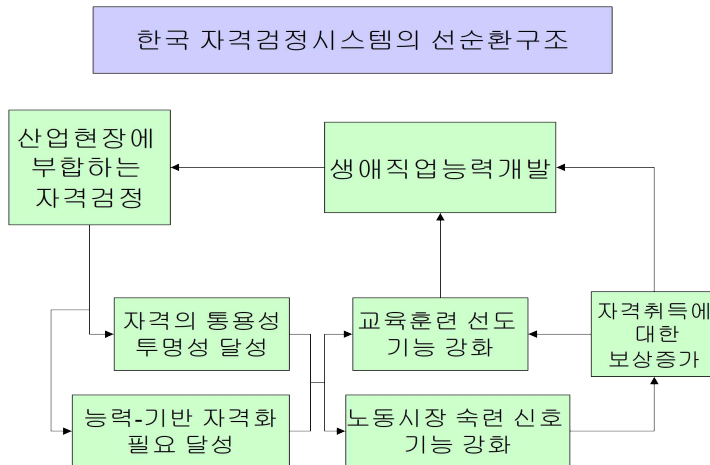 한국 자격검정시스템의 선순환구조
산업현장에
부합하는
자격검정
생애직업능력개발
자격의 통용성
투명성 달성
교육훈련 선도
기능 강화
자격취득에
대한
보상증가
능력-기반 자격화
필요 달성
노동시장 숙련 신호
기능 강화